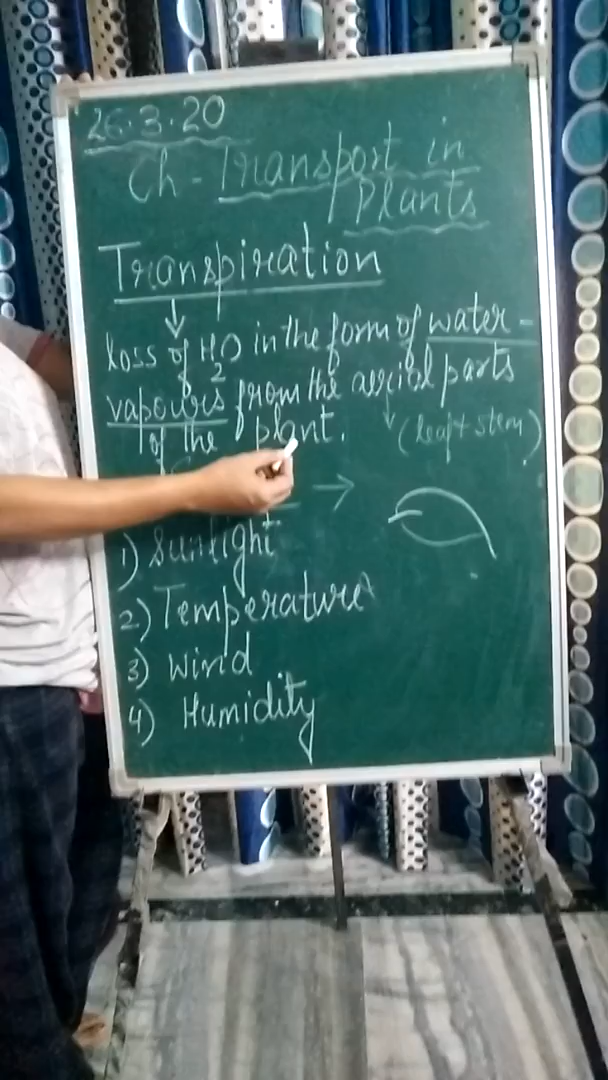 26.3.20
Ch - Transport in
Plants
Transpiration
loss of H2O in the form of water-
vapours from the aerial parts
of the plant. (leaf + stem)
1) Sunlight
2) Temperature
3) Wind
4) Humidity